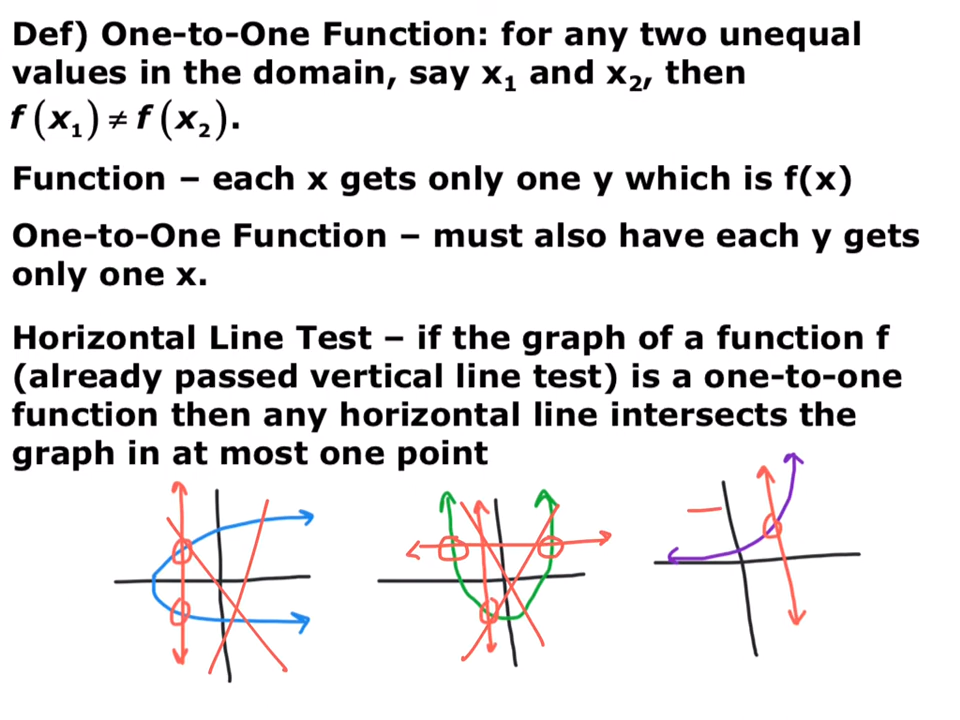 Def) One-to-One Function: for any two unequal
values in the domain, say x₁ and x₂, then
f(x₁) ≠ f(x₂).
Function – each x gets only one y which is f(x)
One-to-One Function – must also have each y gets
only one x.
Horizontal Line Test – if the graph of a function f
(already passed vertical line test) is a one-to-one
function then any horizontal line intersects the
graph in at most one point